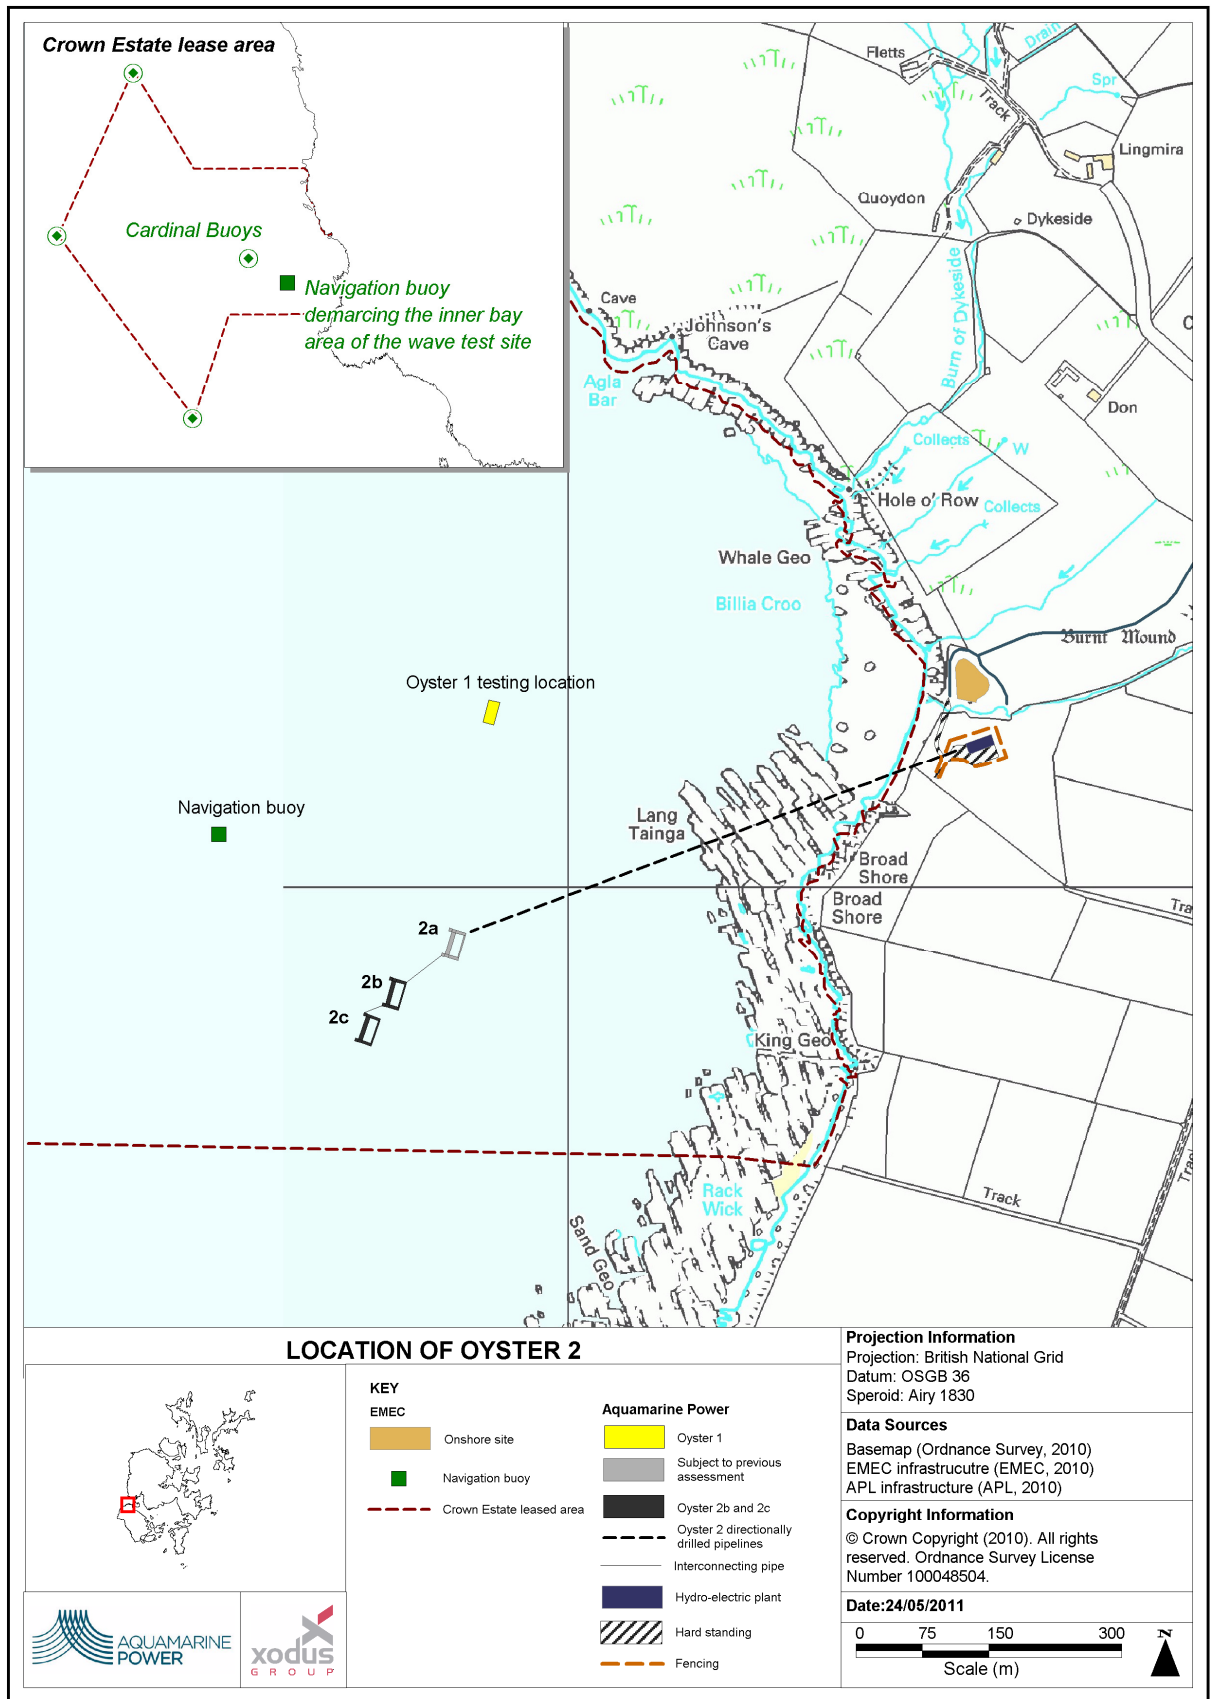 Crown Estate lease area
Cardinal Buoys
Navigation buoy
demarcing the inner bay
area of the wave test site
Fletts
Drain
Spr
Track
Lingmira
Quoydon
Dykeside
Burn of Dykeside
Cave
Johnson's
Cave
Agla
Bar
Don
Collects
W
Hole o' Row
Collects
Whale Geo
Billia Croo
Burnt Mound
Oyster 1 testing location
Navigation buoy
Lang
Tainga
Broad
Shore
Broad
Shore
Tra
2a
2b
2c
King Geo
Rack
Wick
Track
Track
Sand Geo
LOCATION OF OYSTER 2
KEY
EMEC
Onshore site
Navigation buoy
Crown Estate leased area
Aquamarine Power
Oyster 1
Subject to previous
assessment
Oyster 2b and 2c
Oyster 2 directionally
drilled pipelines
Interconnecting pipe
Hydro-electric plant
Hard standing
Fencing
AQUAMARINE
POWER
xodus
GROUP
Projection Information
Projection: British National Grid
Datum: OSGB 36
Speroid: Airy 1830
Data Sources
Basemap (Ordnance Survey, 2010)
EMEC infrastrucutre (EMEC, 2010)
APL infrastructure (APL, 2010)
Copyright Information
© Crown Copyright (2010). All rights
reserved. Ordnance Survey License
Number 100048504.
Date:24/05/2011
0 75 150 300
Scale (m)
N